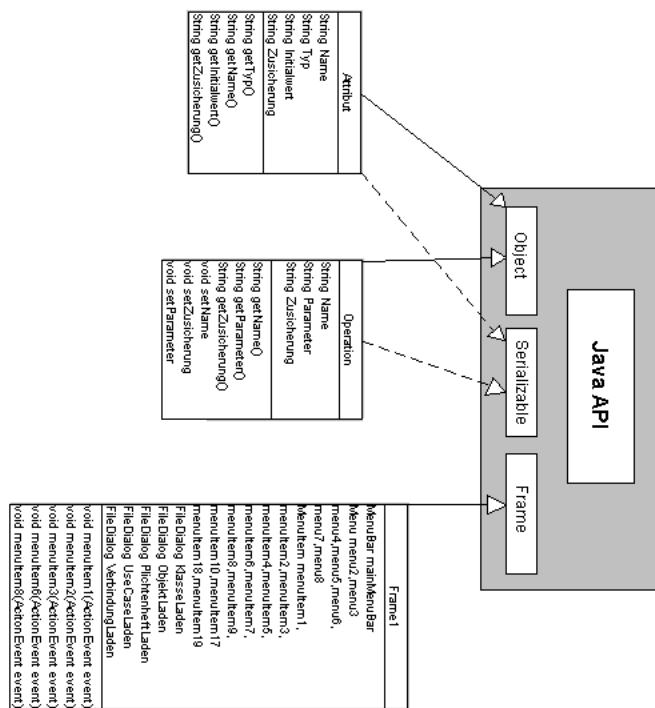 Java API
Object
Serializable
Frame
Attribut
String Name
String Typ
String Initialwert
String Zusicherung
String getTyp()
String getName()
String getInitialwert()
String getZusicherung()
Operation
String Name
String Parameter
String Zusicherung
String getName()
String getParameter()
String getZusicherung()
void setName
void setZusicherung
void setParameter
Frame1
MenuBar mainMenuBar
Menu menu2,menu3
menu4,menu5,menu6,
menu7,menu8
MenuItem menuItem1,
menuItem2,menuItem3,
menuItem4,menuItem5,
menuItem6,menuItem7,
menuItem8,menuItem9,
menuItem10,menuItem17
menuItem18,menuItem19
FileDialog KlasseLaden
FileDialog ObjektLaden
FileDialog PlichtenheftLaden
FileDialog UseCaseLaden
FileDialog VerbindungLaden
void menuItem1(ActionEvent event)
void menuItem2(ActionEvent event)
void menuItem3(ActionEvent event)
void menuItem6(ActionEvent event)
void menuItem8(ActionEvent event)